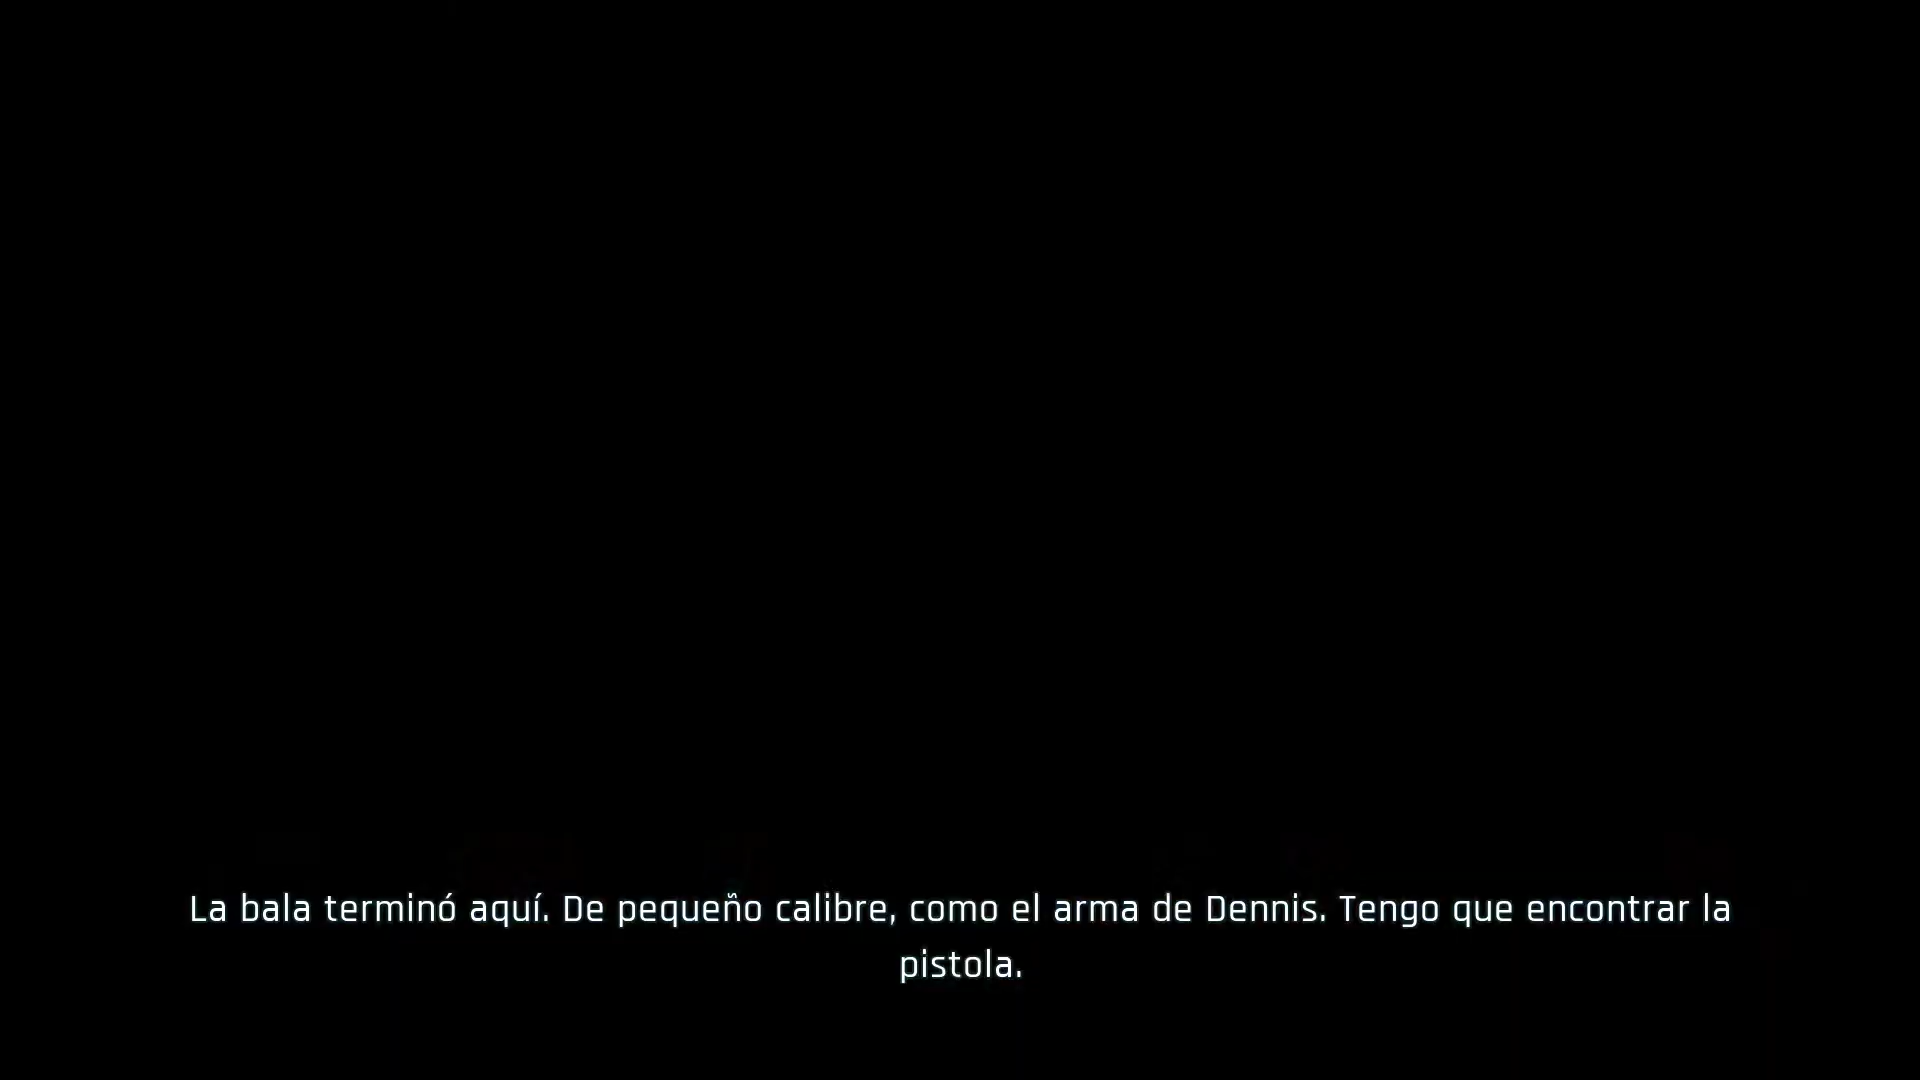 La bala terminó aquí. De pequeño calibre, como el arma de Dennis. Tengo que encontrar la
pistola.